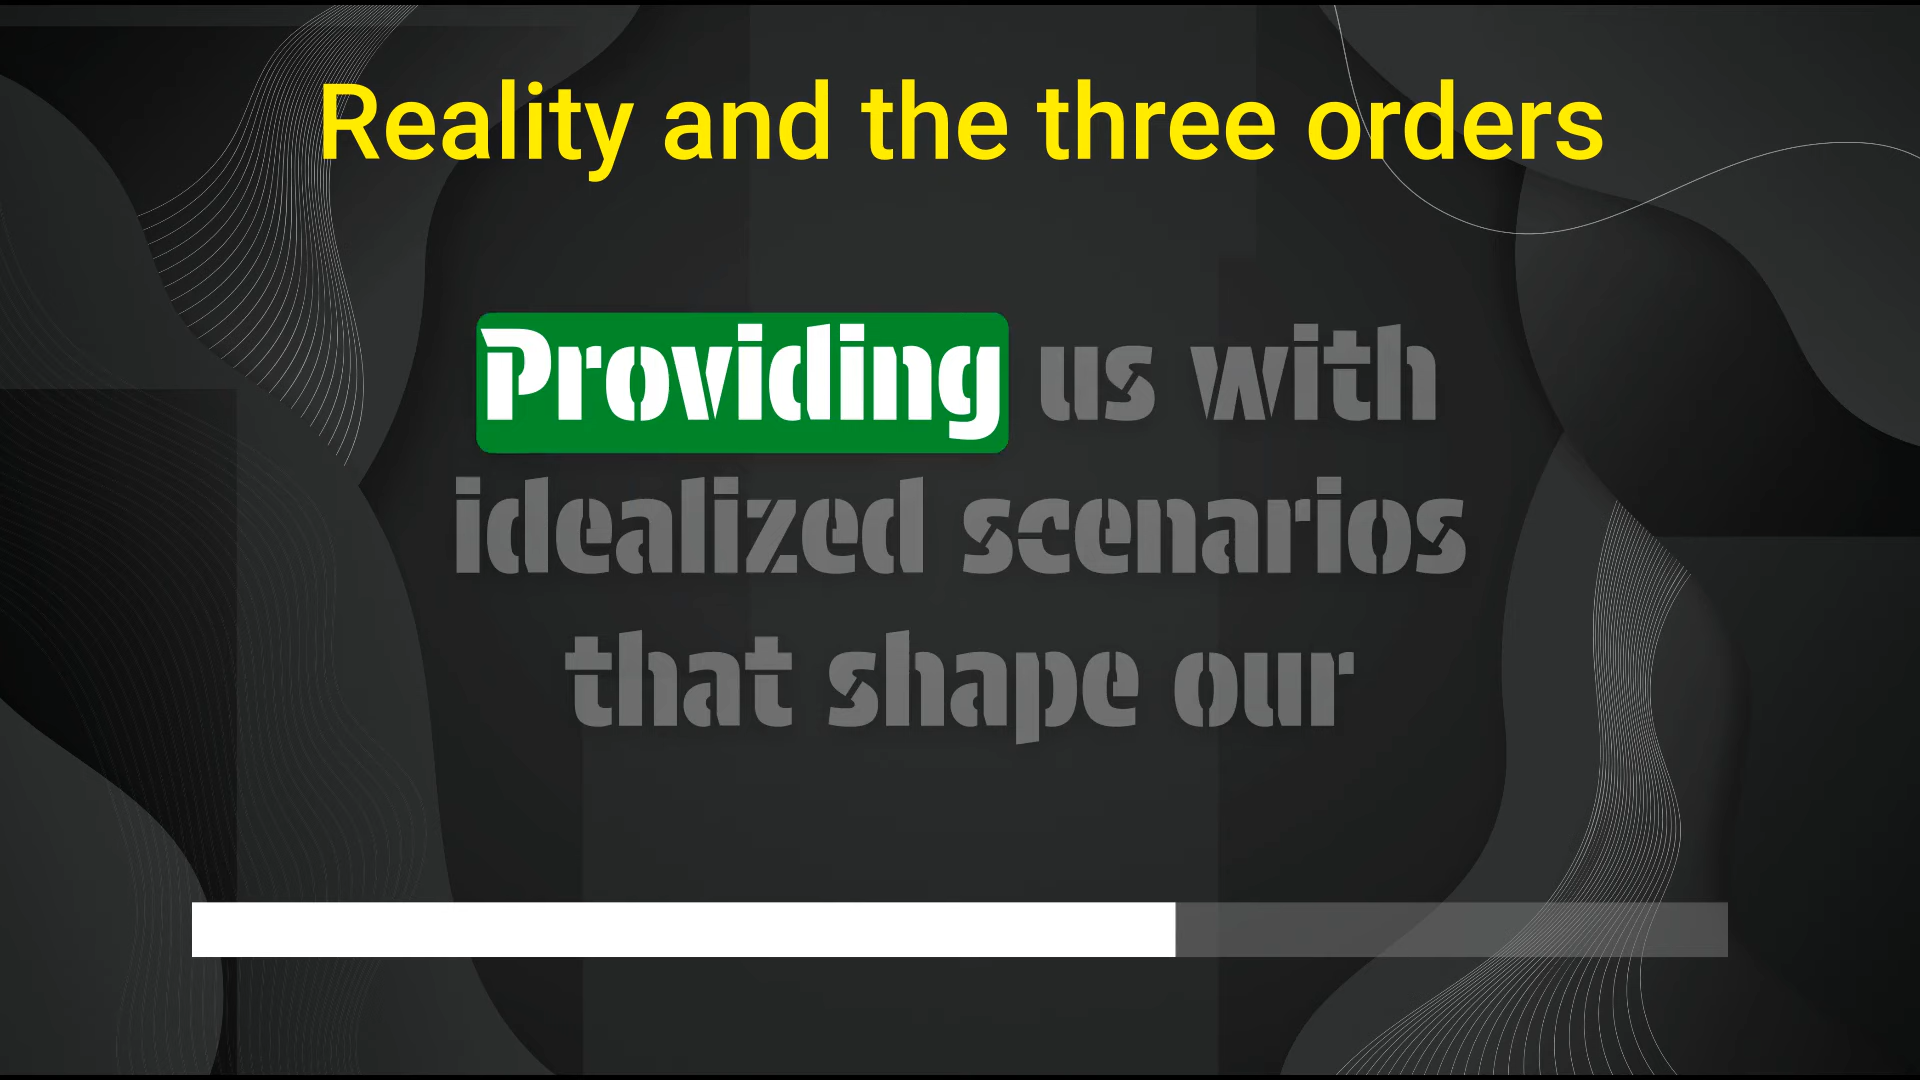 Reality and the three orders
Providing us with
idealized scenarios
that shape our